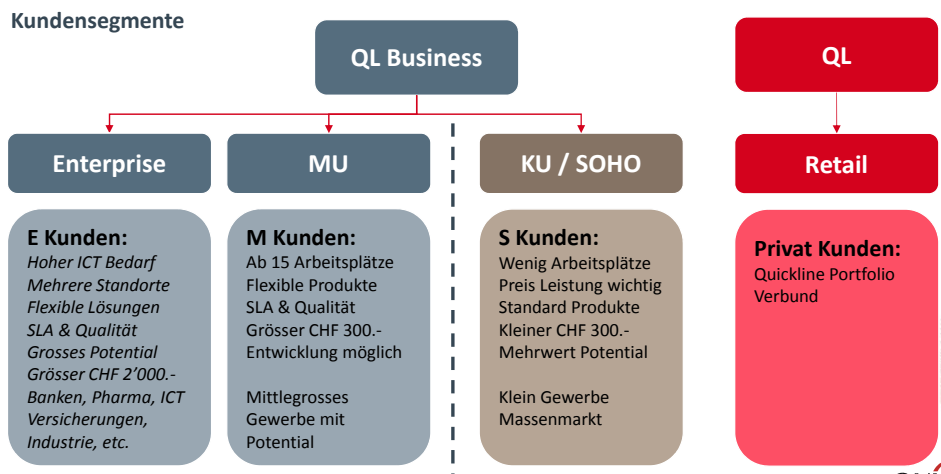 Kundensegmente
QL Business
QL
Enterprise
MU
KU / SOHO
Retail
E Kunden:
Hoher ICT Bedarf
Mehrere Standorte
Flexible Lösungen
SLA & Qualität
Grosses Potential
Grösser CHF 2’000.-
Banken, Pharma, ICT
Versicherungen,
Industrie, etc.
M Kunden:
Ab 15 Arbeitsplätze
Flexible Produkte
SLA & Qualität
Grösser CHF 300.-
Entwicklung möglich
Mittlegrosses
Gewerbe mit
Potential
S Kunden:
Wenig Arbeitsplätze
Preis Leistung wichtig
Standard Produkte
Kleiner CHF 300.-
Mehrwert Potential
Klein Gewerbe
Massenmarkt
Privat Kunden:
Quickline Portfolio
Verbund